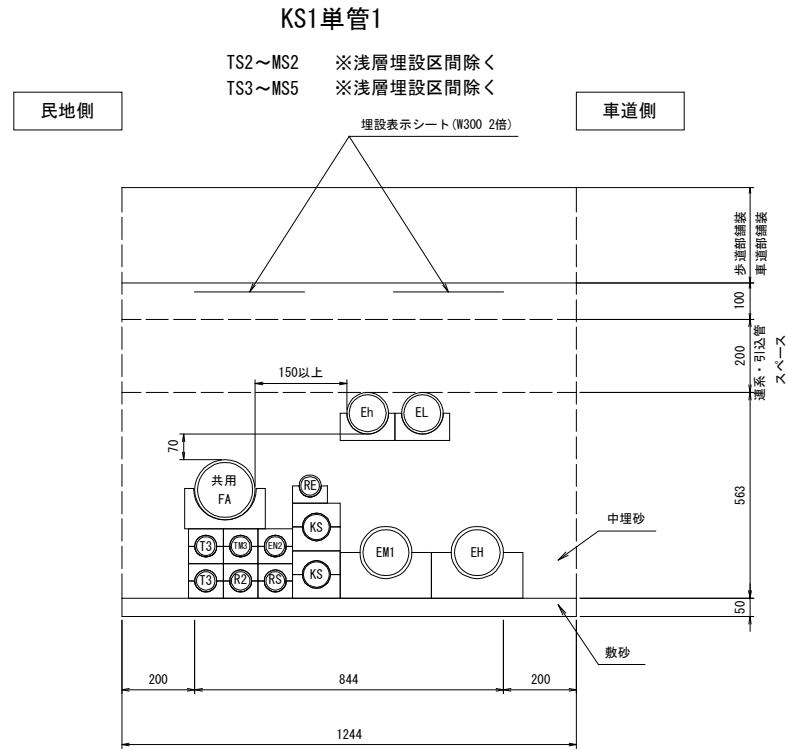 KS1単管1
TS2～MS2 ※浅層埋設区間除く
TS3～MS5 ※浅層埋設区間除く
民地側
車道側
埋設表示シート(W300 2倍)
歩道部舗装
車道部舗装
100
200
連系・引込管
スペース
150以上
Eh
EL
70
共用
FA
RE
563
KS
中埋砂
T3
TM3
EN2
EM1
EH
T3
R2
RS
KS
50
敷砂
200
844
200
1244